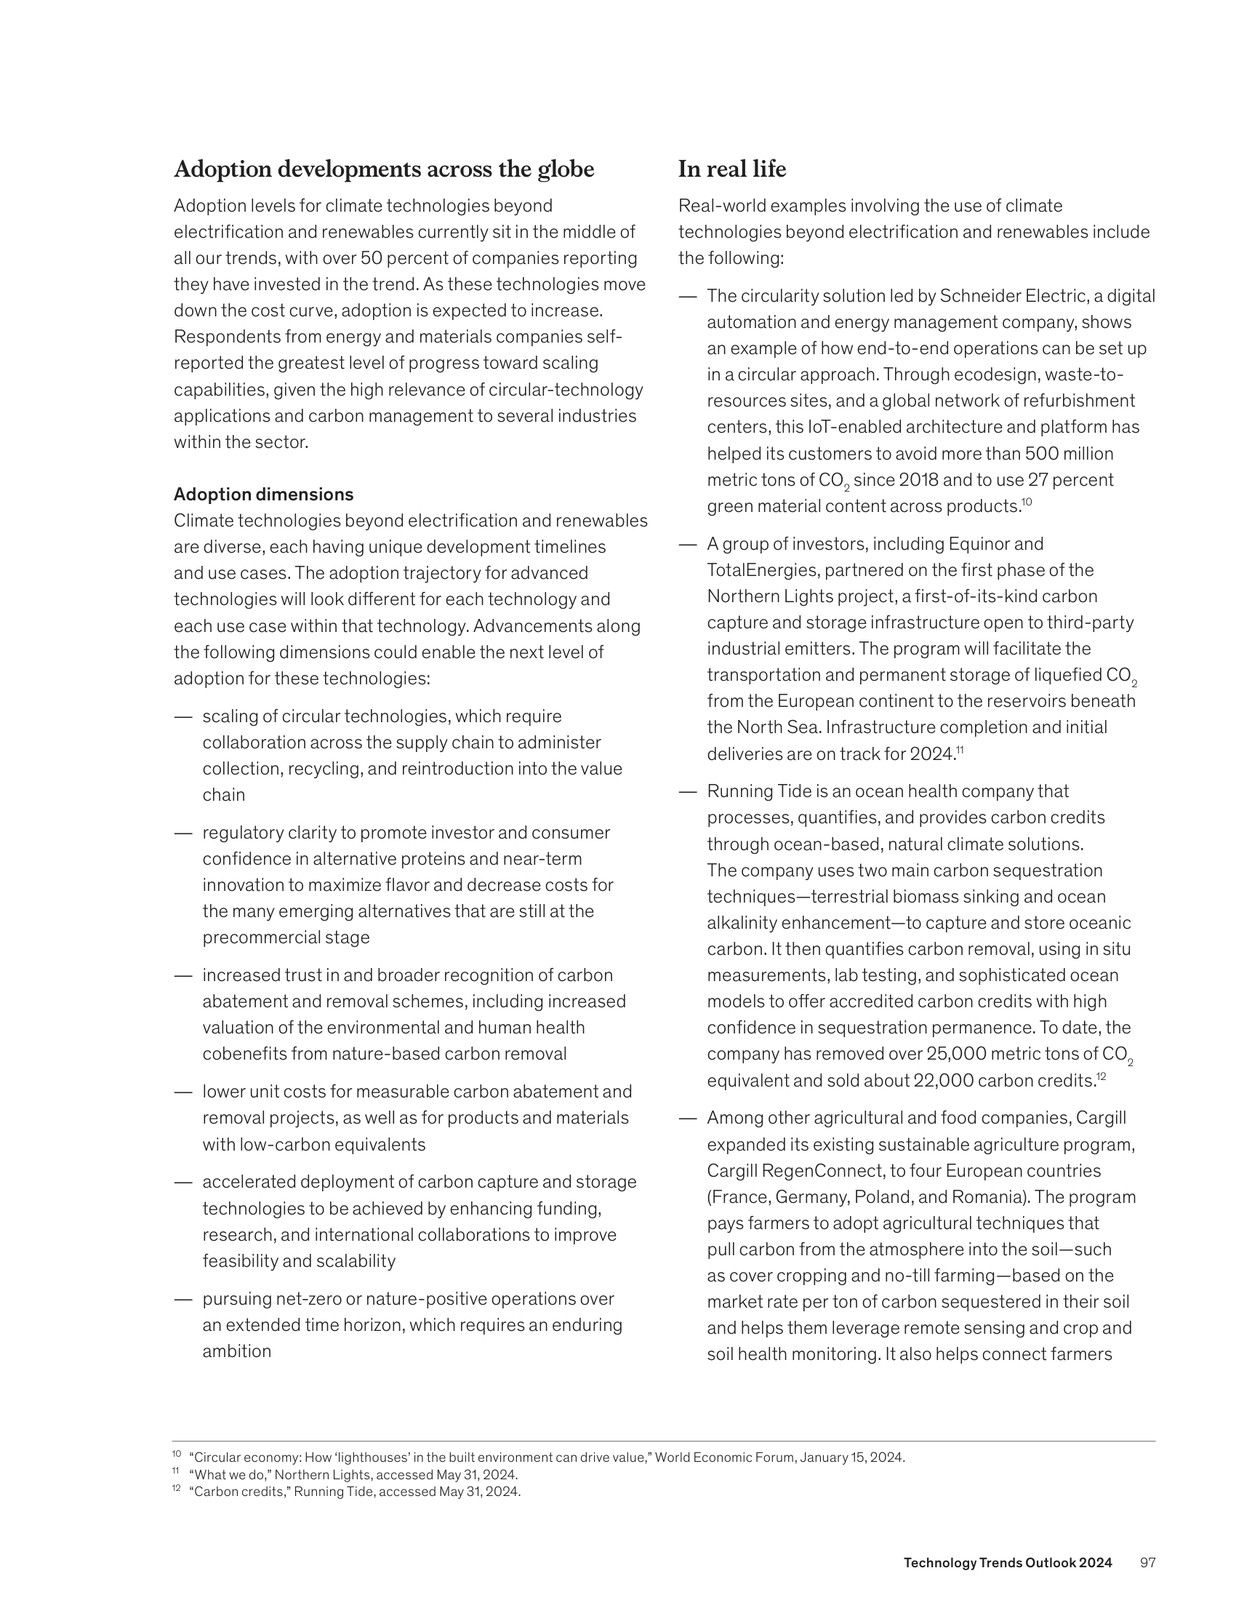 Adoption developments across the globe
Adoption levels for climate technologies beyond
electrification and renewables currently sit in the middle of
all our trends, with over 50 percent of companies reporting
they have invested in the trend. As these technologies move
down the cost curve, adoption is expected to increase.
Respondents from energy and materials companies self-
reported the greatest level of progress toward scaling
capabilities, given the high relevance of circular-technology
applications and carbon management to several industries
within the sector.
Adoption dimensions
Climate technologies beyond electrification and renewables
are diverse, each having unique development timelines
and use cases. The adoption trajectory for advanced
technologies will look different for each technology and
each use case within that technology. Advancements along
the following dimensions could enable the next level of
adoption for these technologies:
— scaling of circular technologies, which require
collaboration across the supply chain to administer
collection, recycling, and reintroduction into the value
chain
— regulatory clarity to promote investor and consumer
confidence in alternative proteins and near-term
innovation to maximize flavor and decrease costs for
the many emerging alternatives that are still at the
precommercial stage
— increased trust in and broader recognition of carbon
abatement and removal schemes, including increased
valuation of the environmental and human health
cobenefits from nature-based carbon removal
— lower unit costs for measurable carbon abatement and
removal projects, as well as for products and materials
with low-carbon equivalents
— accelerated deployment of carbon capture and storage
technologies to be achieved by enhancing funding,
research, and international collaborations to improve
feasibility and scalability
— pursuing net-zero or nature-positive operations over
an extended time horizon, which requires an enduring
ambition
In real life
Real-world examples involving the use of climate
technologies beyond electrification and renewables include
the following:
— The circularity solution led by Schneider Electric, a digital
automation and energy management company, shows
an example of how end-to-end operations can be set up
in a circular approach. Through ecodesign, waste-to-
resources sites, and a global network of refurbishment
centers, this IoT-enabled architecture and platform has
helped its customers to avoid more than 500 million
metric tons of CO₂ since 2018 and to use 27 percent
green material content across products.¹⁰
— A group of investors, including Equinor and
TotalEnergies, partnered on the first phase of the
Northern Lights project, a first-of-its-kind carbon
capture and storage infrastructure open to third-party
industrial emitters. The program will facilitate the
transportation and permanent storage of liquefied CO₂
from the European continent to the reservoirs beneath
the North Sea. Infrastructure completion and initial
deliveries are on track for 2024.¹¹
— Running Tide is an ocean health company that
processes, quantifies, and provides carbon credits
through ocean-based, natural climate solutions.
The company uses two main carbon sequestration
techniques—terrestrial biomass sinking and ocean
alkalinity enhancement—to capture and store oceanic
carbon. It then quantifies carbon removal, using in situ
measurements, lab testing, and sophisticated ocean
models to offer accredited carbon credits with high
confidence in sequestration permanence. To date, the
company has removed over 25,000 metric tons of CO₂
equivalent and sold about 22,000 carbon credits.¹²
— Among other agricultural and food companies, Cargill
expanded its existing sustainable agriculture program,
Cargill RegenConnect, to four European countries
(France, Germany, Poland, and Romania). The program
pays farmers to adopt agricultural techniques that
pull carbon from the atmosphere into the soil—such
as cover cropping and no-till farming—based on the
market rate per ton of carbon sequestered in their soil
and helps them leverage remote sensing and crop and
soil health monitoring. It also helps connect farmers
¹⁰ “Circular economy: How ‘lighthouses’ in the built environment can drive value,” World Economic Forum, January 15, 2024.
¹¹ “What we do,” Northern Lights, accessed May 31, 2024.
¹² “Carbon credits,” Running Tide, accessed May 31, 2024.
Technology Trends Outlook 2024 97